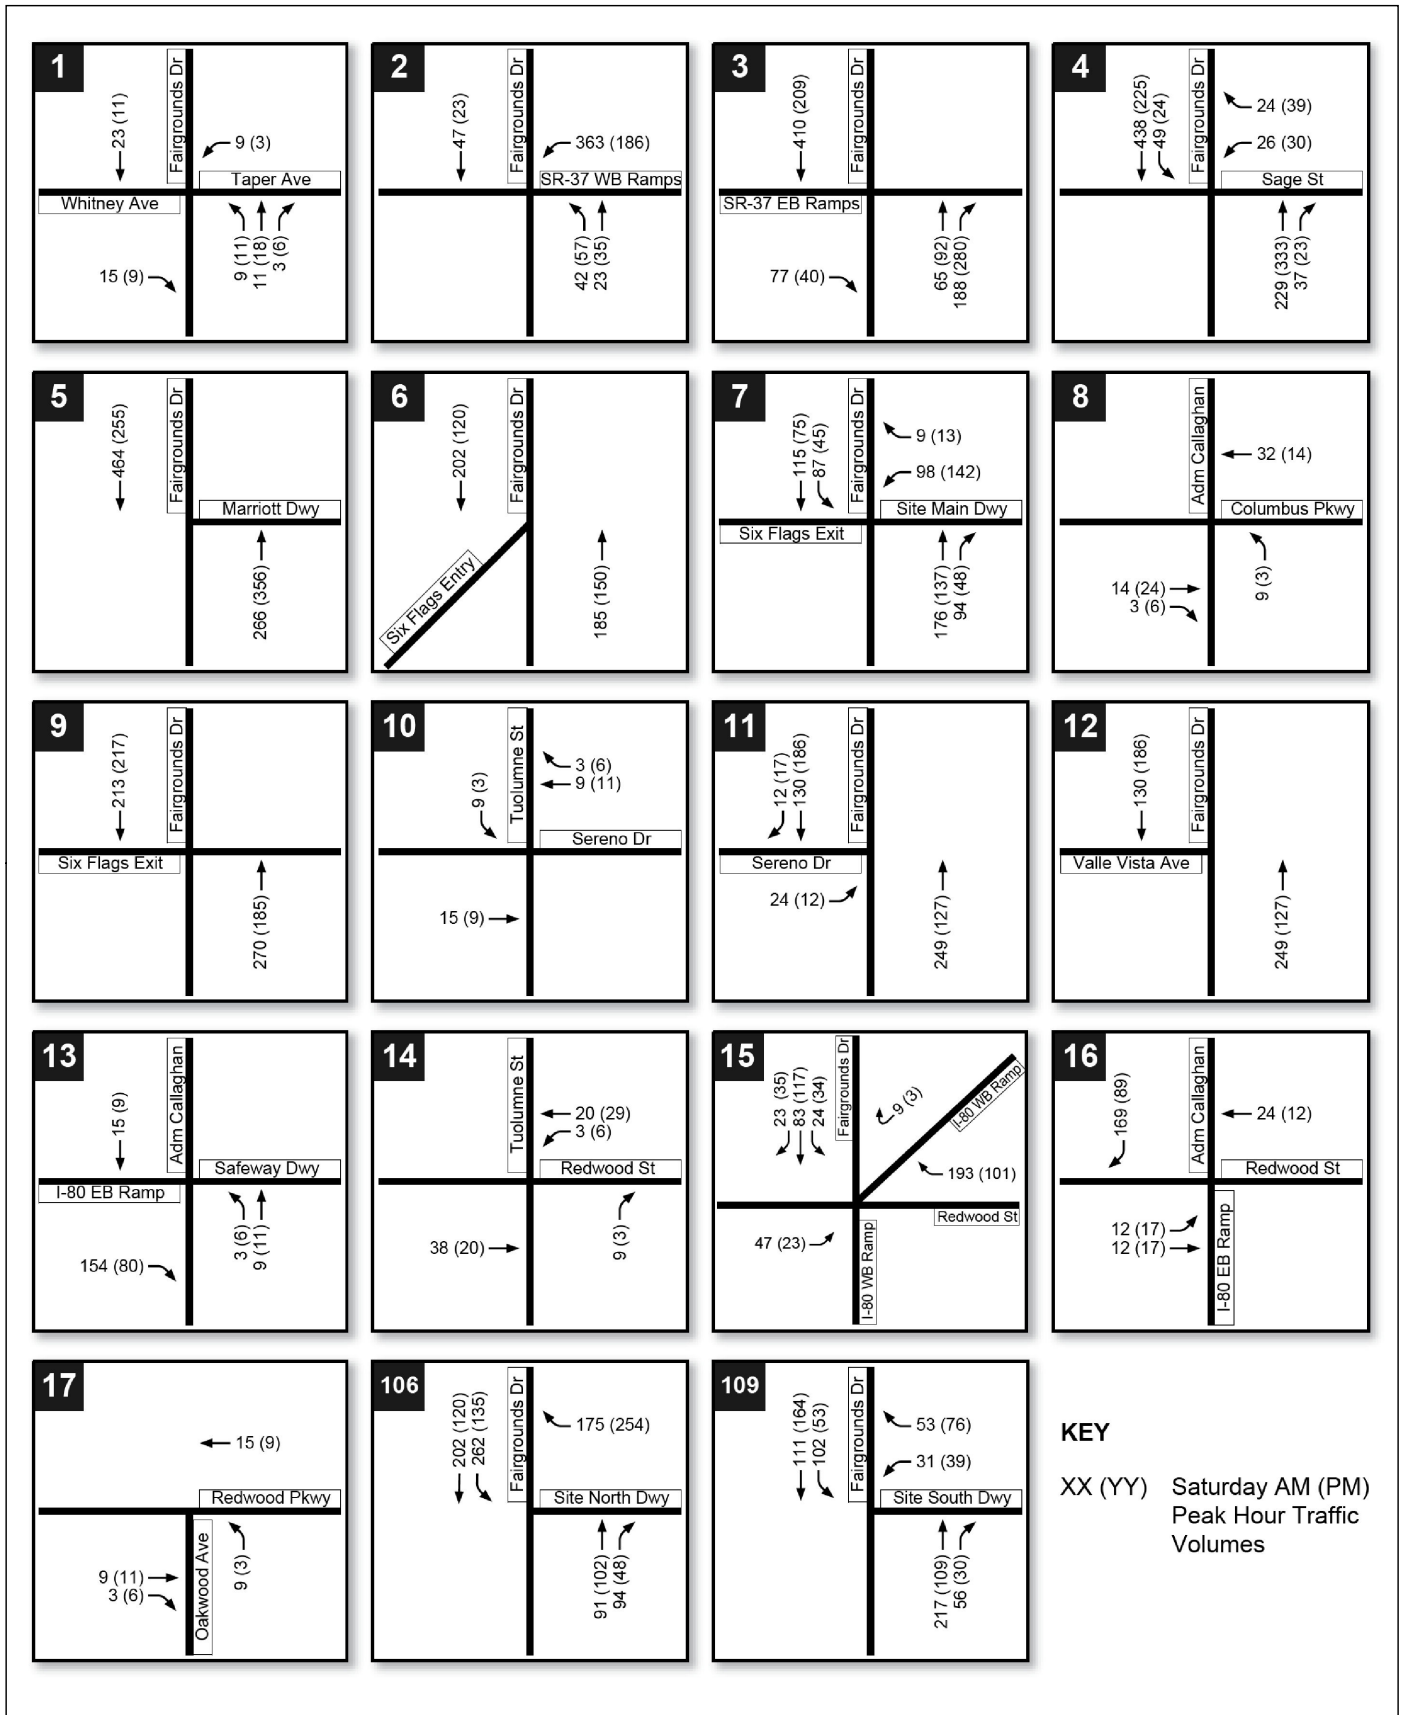 1
Fairgrounds Dr
23 (11)
9 (3)
Taper Ave
Whitney Ave
9 (11)
11 (18)
3 (6)
15 (9)
2
Fairgrounds Dr
47 (23)
363 (186)
SR-37 WB Ramps
42 (57)
23 (35)
3
Fairgrounds Dr
410 (209)
SR-37 EB Ramps
77 (40)
65 (92)
188 (280)
4
Fairgrounds Dr
438 (225)
49 (24)
24 (39)
26 (30)
Sage St
229 (333)
37 (23)
5
Fairgrounds Dr
464 (255)
Marriott Dwy
266 (356)
6
Fairgrounds Dr
202 (120)
Six Flags Entry
185 (150)
7
Fairgrounds Dr
115 (75)
87 (45)
9 (13)
98 (142)
Site Main Dwy
Six Flags Exit
176 (137)
94 (48)
8
Adm Callaghan
32 (14)
Columbus Pkwy
14 (24)
3 (6)
9 (3)
9
Fairgrounds Dr
213 (217)
Six Flags Exit
270 (185)
10
Tuolumne St
9 (3)
3 (6)
9 (11)
Sereno Dr
15 (9)
11
Fairgrounds Dr
12 (17)
130 (186)
Sereno Dr
24 (12)
249 (127)
12
Fairgrounds Dr
130 (186)
Valle Vista Ave
249 (127)
13
Adm Callaghan
15 (9)
Safeway Dwy
I-80 EB Ramp
3 (6)
9 (11)
154 (80)
14
Tuolumne St
20 (29)
3 (6)
Redwood St
38 (20)
9 (3)
15
Fairgrounds Dr
23 (35)
83 (117)
24 (34)
9 (3)
I-80 WB Ramp
193 (101)
Redwood St
47 (23)
I-80 WB Ramp
16
Adm Callaghan
169 (89)
24 (12)
Redwood St
12 (17)
12 (17)
I-80 EB Ramp
17
15 (9)
Redwood Pkwy
9 (11)
3 (6)
Oakwood Ave
9 (3)
106
Fairgrounds Dr
202 (120)
262 (135)
175 (254)
Site North Dwy
91 (102)
94 (48)
109
Fairgrounds Dr
111 (164)
102 (53)
53 (76)
31 (39)
Site South Dwy
217 (109)
56 (30)
KEY
XX (YY) Saturday AM (PM)
Peak Hour Traffic
Volumes